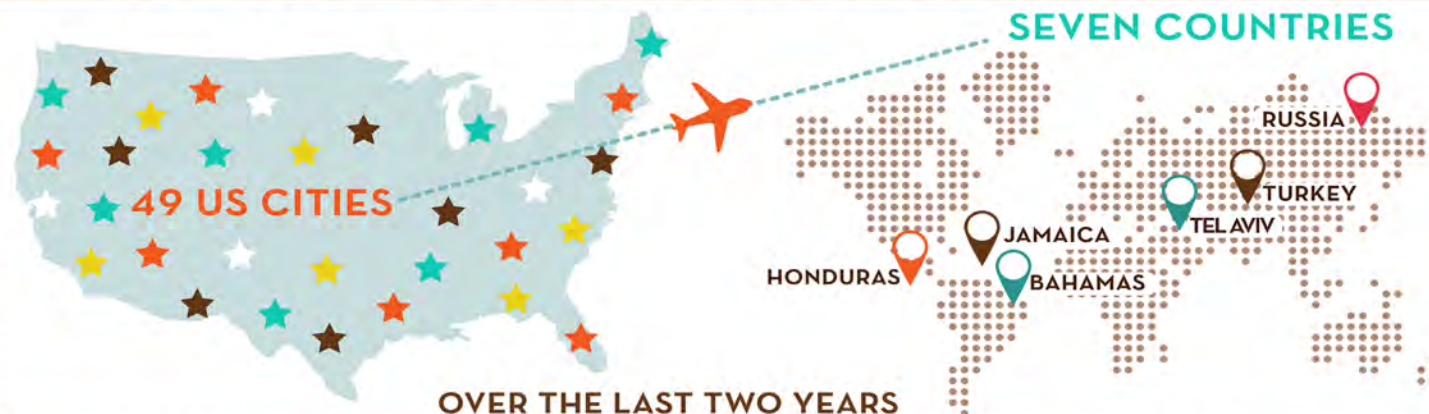 SEVEN COUNTRIES
RUSSIA
49 US CITIES
TURKEY
TEL AVIV
JAMAICA
HONDURAS
BAHAMAS
OVER THE LAST TWO YEARS